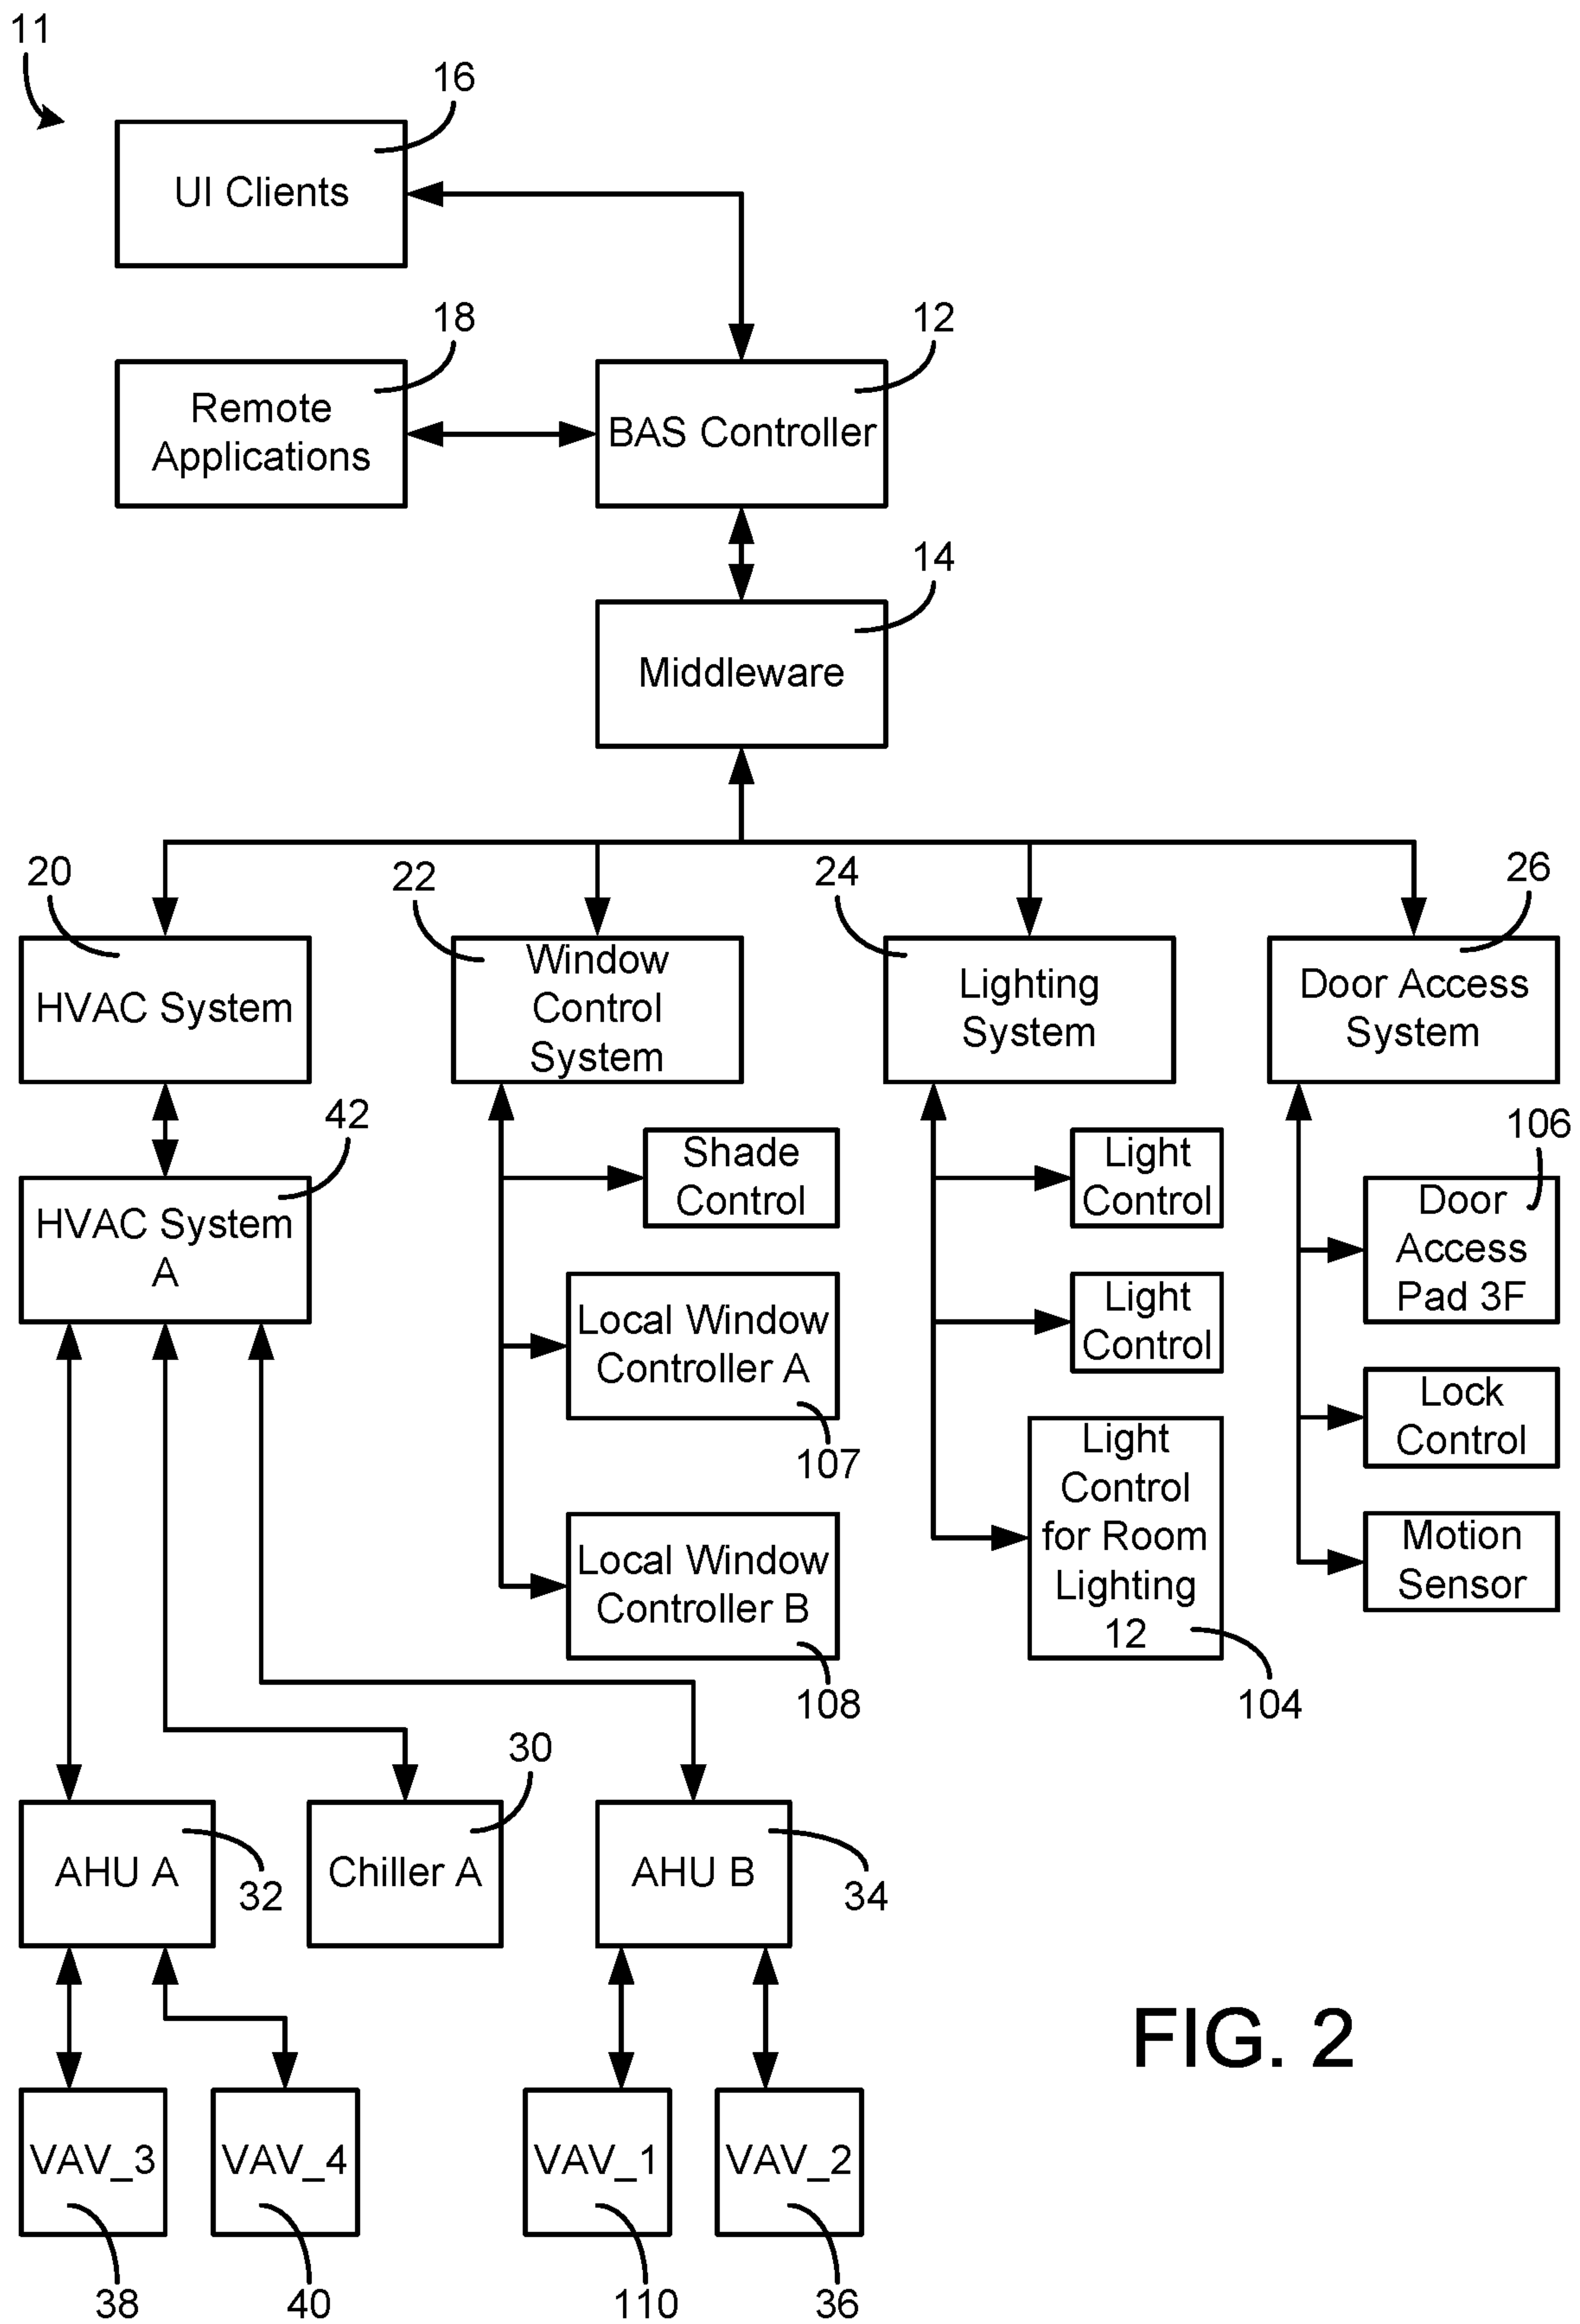 11
16
UI Clients
18
12
Remote
Applications
BAS Controller
14
Middleware
20
22
24
26
HVAC System
Window
Control
System
Lighting
System
Door Access
System
42
HVAC System
A
Shade
Control
Local Window
Controller A
107
Local Window
Controller B
108
Light
Control
Light
Control
Light
Control
for Room
Lighting
12
104
106
Door
Access
Pad 3F
Lock
Control
Motion
Sensor
30
AHU A
32
Chiller A
AHU B
34
VAV_3
VAV_4
VAV_1
VAV_2
38
40
110
36
FIG. 2